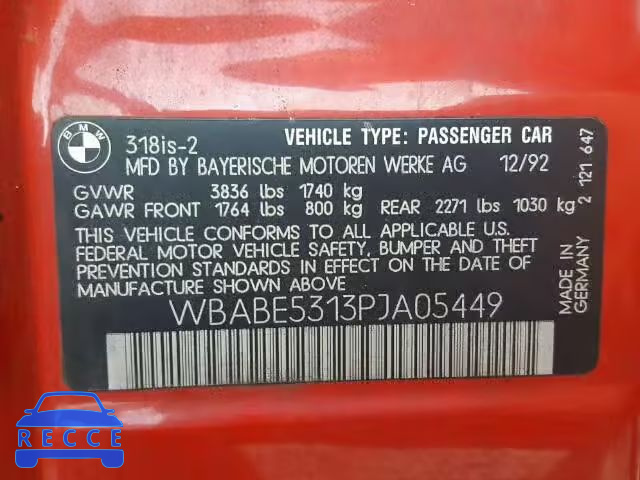 BMW
318is-2 VEHICLE TYPE: PASSENGER CAR
MFD BY BAYERISCHE MOTOREN WERKE AG 12/92
GVWR 3836 lbs 1740 kg
GAWR FRONT 1764 lbs 800 kg REAR 2271 lbs 1030 kg
THIS VEHICLE CONFORMS TO ALL APPLICABLE U.S.
FEDERAL MOTOR VEHICLE SAFETY, BUMPER AND THEFT
PREVENTION STANDARDS IN EFFECT ON THE DATE OF
MANUFACTURE SHOWN ABOVE
WBABE5313PJA05449
2 121 647
MADE IN
GERMANY
RECCE